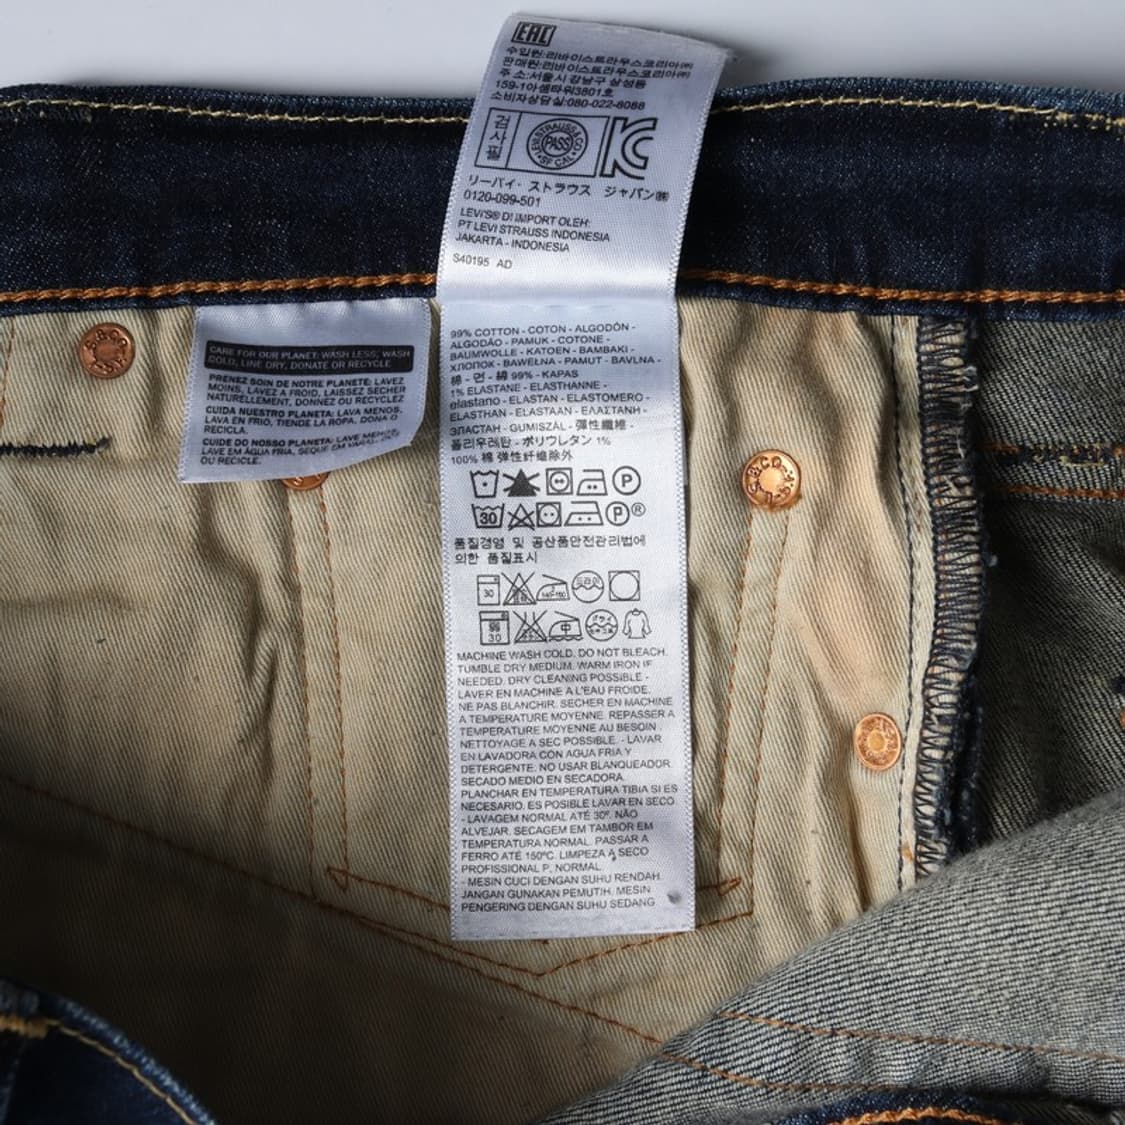 EAC
수입원:리바이스트라우스코리아㈜
판매원:리바이스트라우스코리아㈜
주 소:서울시 강남구 삼성동
159-1아셈타워3801호
소비자상담실:080-022-8088
검사필
LEVI STRAUSS & CO
PASS
SF CAL
KC
リーバイ・ストラウス ジャパン㈱
0120-099-501
LEVI'S® DI IMPORT OLEH:
PT LEVI STRAUSS INDONESIA
JAKARTA - INDONESIA
S40195 AD
CARE FOR OUR PLANET: WASH LESS, WASH
COLD, LINE DRY, DONATE OR RECYCLE
PRENEZ SOIN DE NOTRE PLANETE: LAVEZ
MOINS, LAVEZ A FROID, LAISSEZ SECHER
NATURELLEMENT, DONNEZ OU RECYCLEZ
CUIDA NUESTRO PLANETA: LAVA MENOS,
LAVA EN FRIO, TIENDE LA ROPA, DONA O
RECICLA.
CUIDE DO NOSSO PLANETA: LAVE MENOS,
LAVE EM ÁGUA FRIA, SEQUE EM VARAL, DOE
OU RECICLE.
99% COTTON - COTON - ALGODÓN -
ALGODÃO - PAMUK - COTONE -
BAUMWOLLE - KATOEN - BAMBAKI -
ХЛОПОК - BAWEŁNA - PAMUT - BAVLNA -
棉 - 면 - 綿 99% - KAPAS
1% ELASTANE - ELASTHANNE -
elastano - ELASTAN - ELASTOMERO -
ELASTHAN - ELASTAAN - ΕΛΑΣΤΑΝΗ -
ЭЛАСТАН - GUMISZÁL - 彈性纖維 -
폴리우레탄 - ポリウレタン 1%
100% 棉 弹性纤维除外
P
30 P®
품질경영 및 공산품안전관리법에
의한 품질표시
30 140~160 드라이
30 中 ドライ
MACHINE WASH COLD. DO NOT BLEACH.
TUMBLE DRY MEDIUM. WARM IRON IF
NEEDED. DRY CLEANING POSSIBLE -
LAVER EN MACHINE A L'EAU FROIDE.
NE PAS BLANCHIR. SECHER EN MACHINE
A TEMPERATURE MOYENNE. REPASSER A
TEMPERATURE MOYENNE AU BESOIN .
NETTOYAGE A SEC POSSIBLE. - LAVAR
EN LAVADORA CON AGUA FRIA Y
DETERGENTE. NO USAR BLANQUEADOR.
SECADO MEDIO EN SECADORA.
PLANCHAR EN TEMPERATURA TIBIA SI ES
NECESARIO. ES POSIBLE LAVAR EN SECO.
- LAVAGEM NORMAL ATÉ 30º. NÃO
ALVEJAR. SECAGEM EM TAMBOR EM
TEMPERATURA NORMAL. PASSAR A
FERRO ATÉ 150ºC. LIMPEZA A SECO
PROFISSIONAL P, NORMAL.
- MESIN CUCI DENGAN SUHU RENDAH.
JANGAN GUNAKAN PEMUTIH. MESIN
PENGERING DENGAN SUHU SEDANG